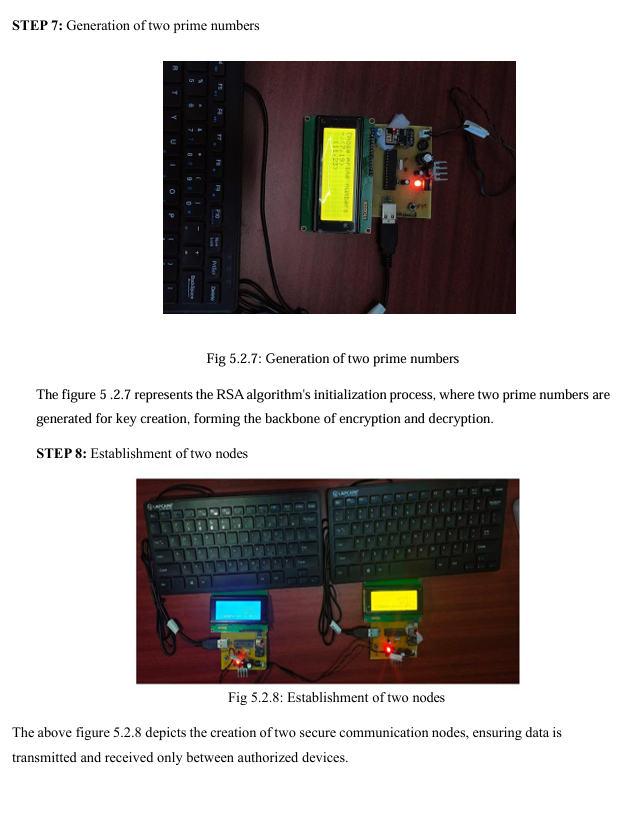 STEP 7: Generation of two prime numbers
Fig 5.2.7: Generation of two prime numbers
The figure 5 .2.7 represents the RSA algorithm's initialization process, where two prime numbers are
generated for key creation, forming the backbone of encryption and decryption.
STEP 8: Establishment of two nodes
Fig 5.2.8: Establishment of two nodes
The above figure 5.2.8 depicts the creation of two secure communication nodes, ensuring data is
transmitted and received only between authorized devices.